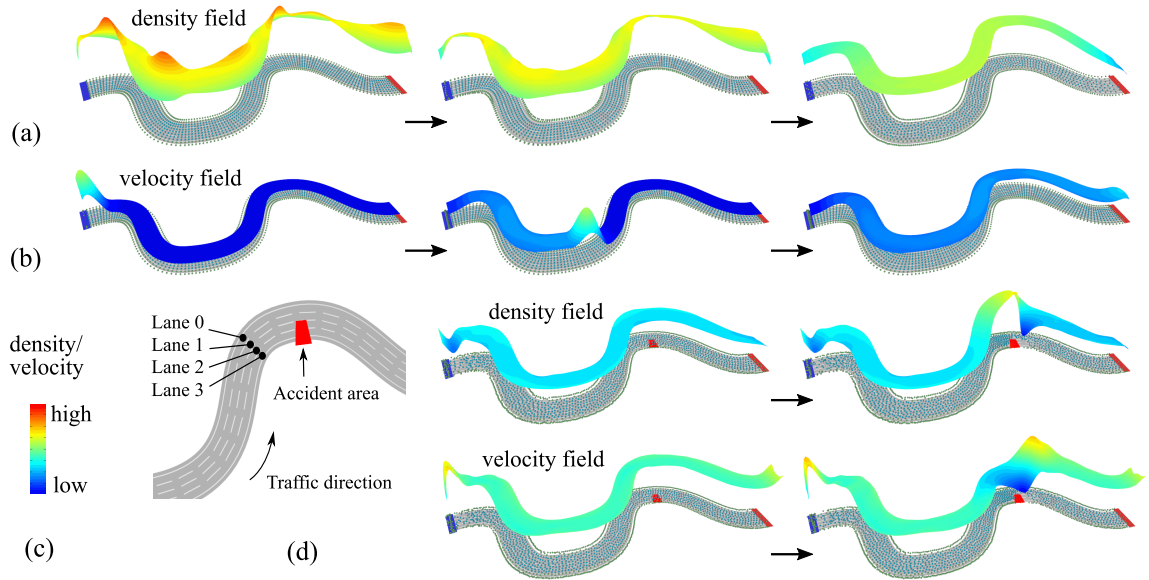 density field
(a)
velocity field
(b)
Lane 0
Lane 1
Lane 2
Lane 3
Accident area
Traffic direction
density/
velocity
high
low
(c)
(d)
density field
velocity field